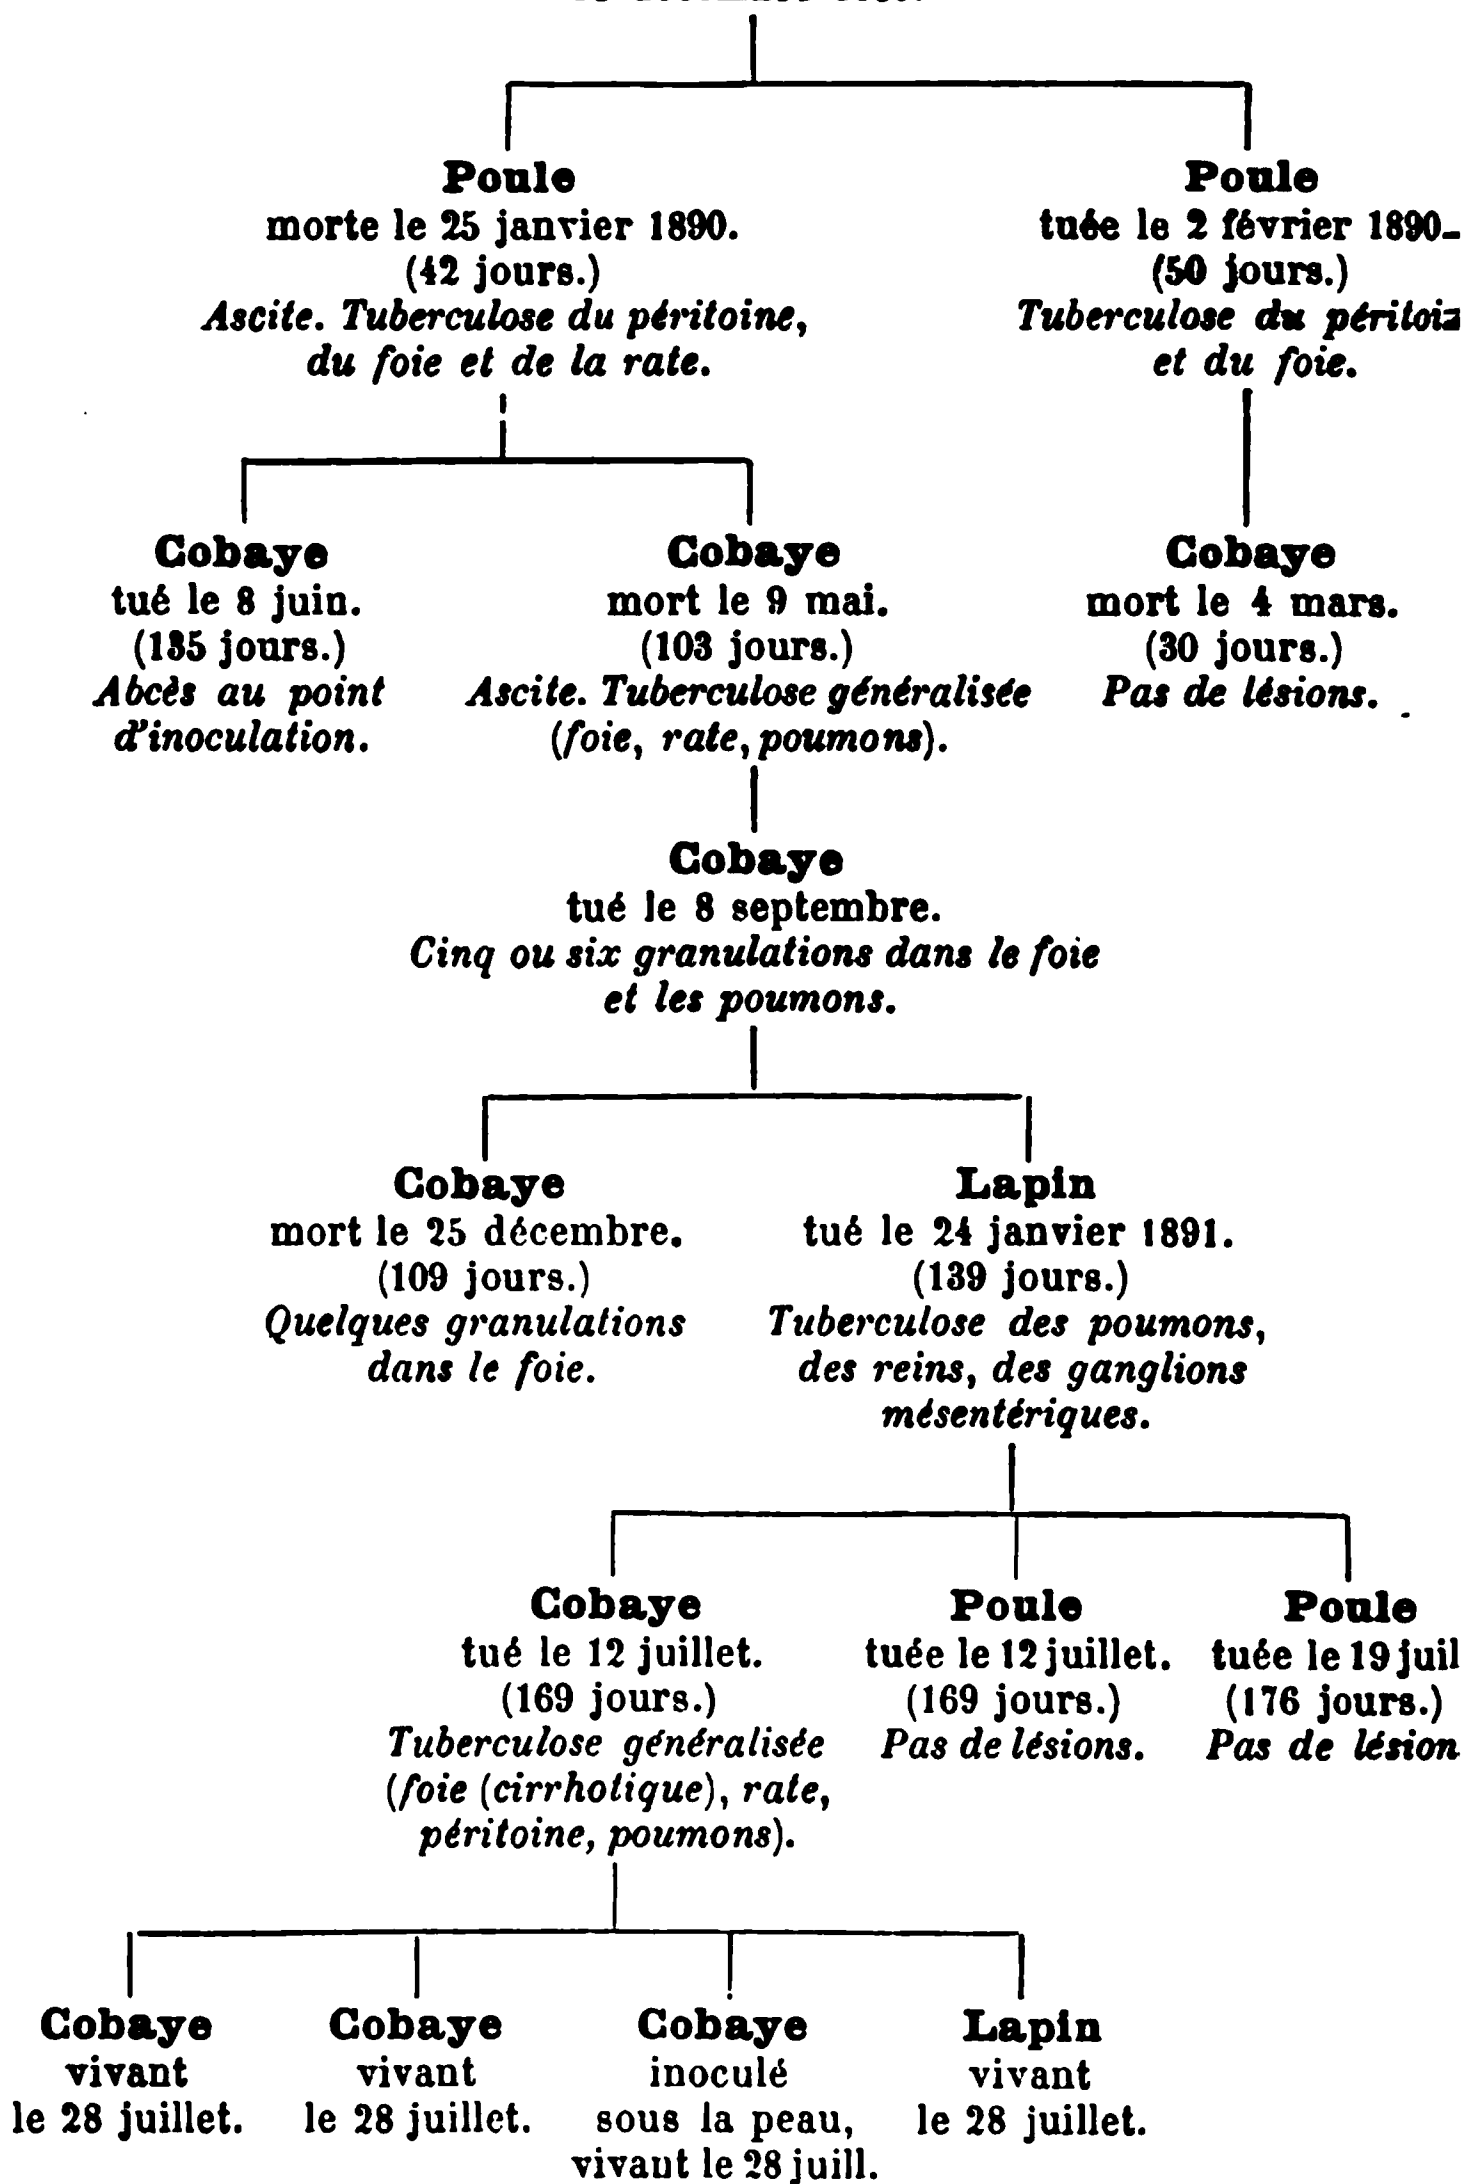 Poule
morte le 25 janvier 1890.
(42 jours.)
Ascite. Tuberculose du péritoine,
du foie et de la rate.
Poule
tuée le 2 février 1890-
(50 jours.)
Tuberculose du péritoi
et du foie.
Cobaye
tué le 8 juin.
(135 jours.)
Abcès au point
d'inoculation.
Cobaye
mort le 9 mai.
(103 jours.)
Ascite. Tuberculose généralisée
(foie, rate, poumons).
Cobaye
mort le 4 mars.
(30 jours.)
Pas de lésions.
Cobaye
tué le 8 septembre.
Cinq ou six granulations dans le foie
et les poumons.
Cobaye
mort le 25 décembre.
(109 jours.)
Quelques granulations
dans le foie.
Lapin
tué le 24 janvier 1891.
(139 jours.)
Tuberculose des poumons,
des reins, des ganglions
mésentériques.
Cobaye
tué le 12 juillet.
(169 jours.)
Tuberculose généralisée
(foie (cirrhotique), rate,
péritoine, poumons).
Poule
tuée le 12 juillet.
(169 jours.)
Pas de lésions.
Poule
tuée le 19 juil
(176 jours.)
Pas de lésion
Cobaye
vivant
le 28 juillet.
Cobaye
vivant
le 28 juillet.
Cobaye
inoculé
sous la peau,
vivant le 28 juill.
Lapin
vivant
le 28 juillet.